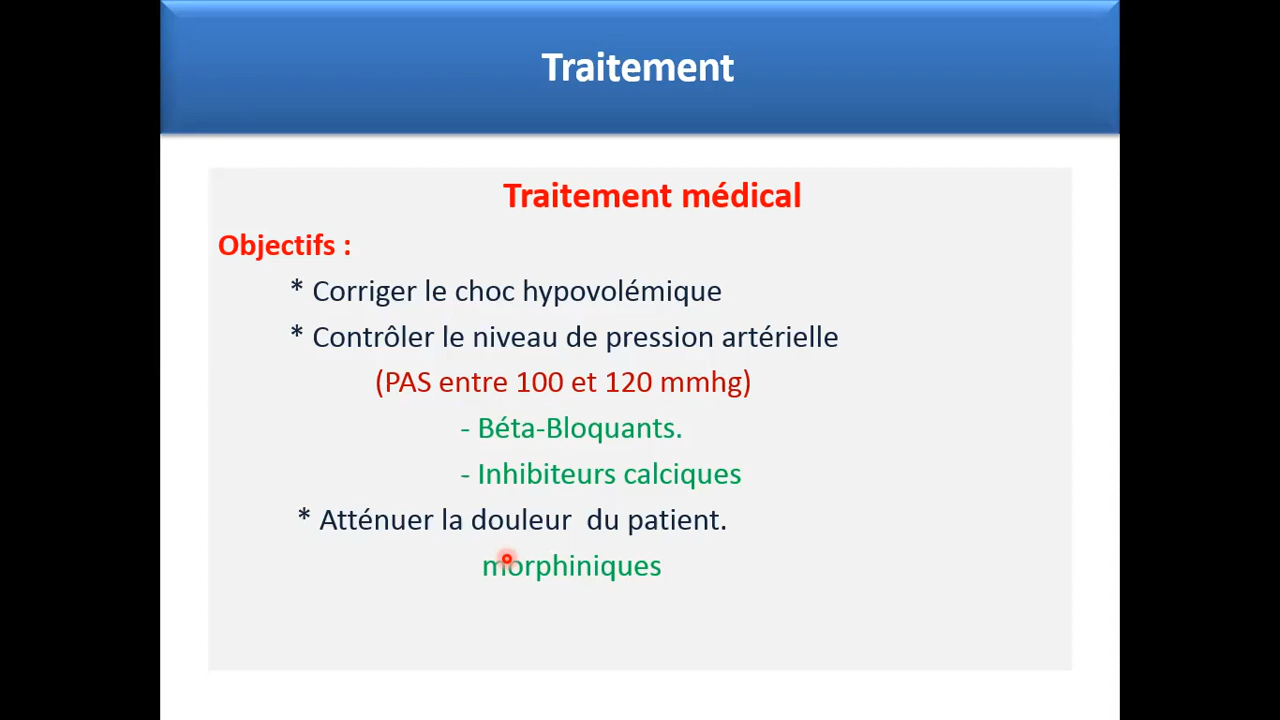 Traitement
Traitement médical
Objectifs :
* Corriger le choc hypovolémique
* Contrôler le niveau de pression artérielle
(PAS entre 100 et 120 mmhg)
- Béta-Bloquants.
- Inhibiteurs calciques
* Atténuer la douleur  du patient.
morphiniques